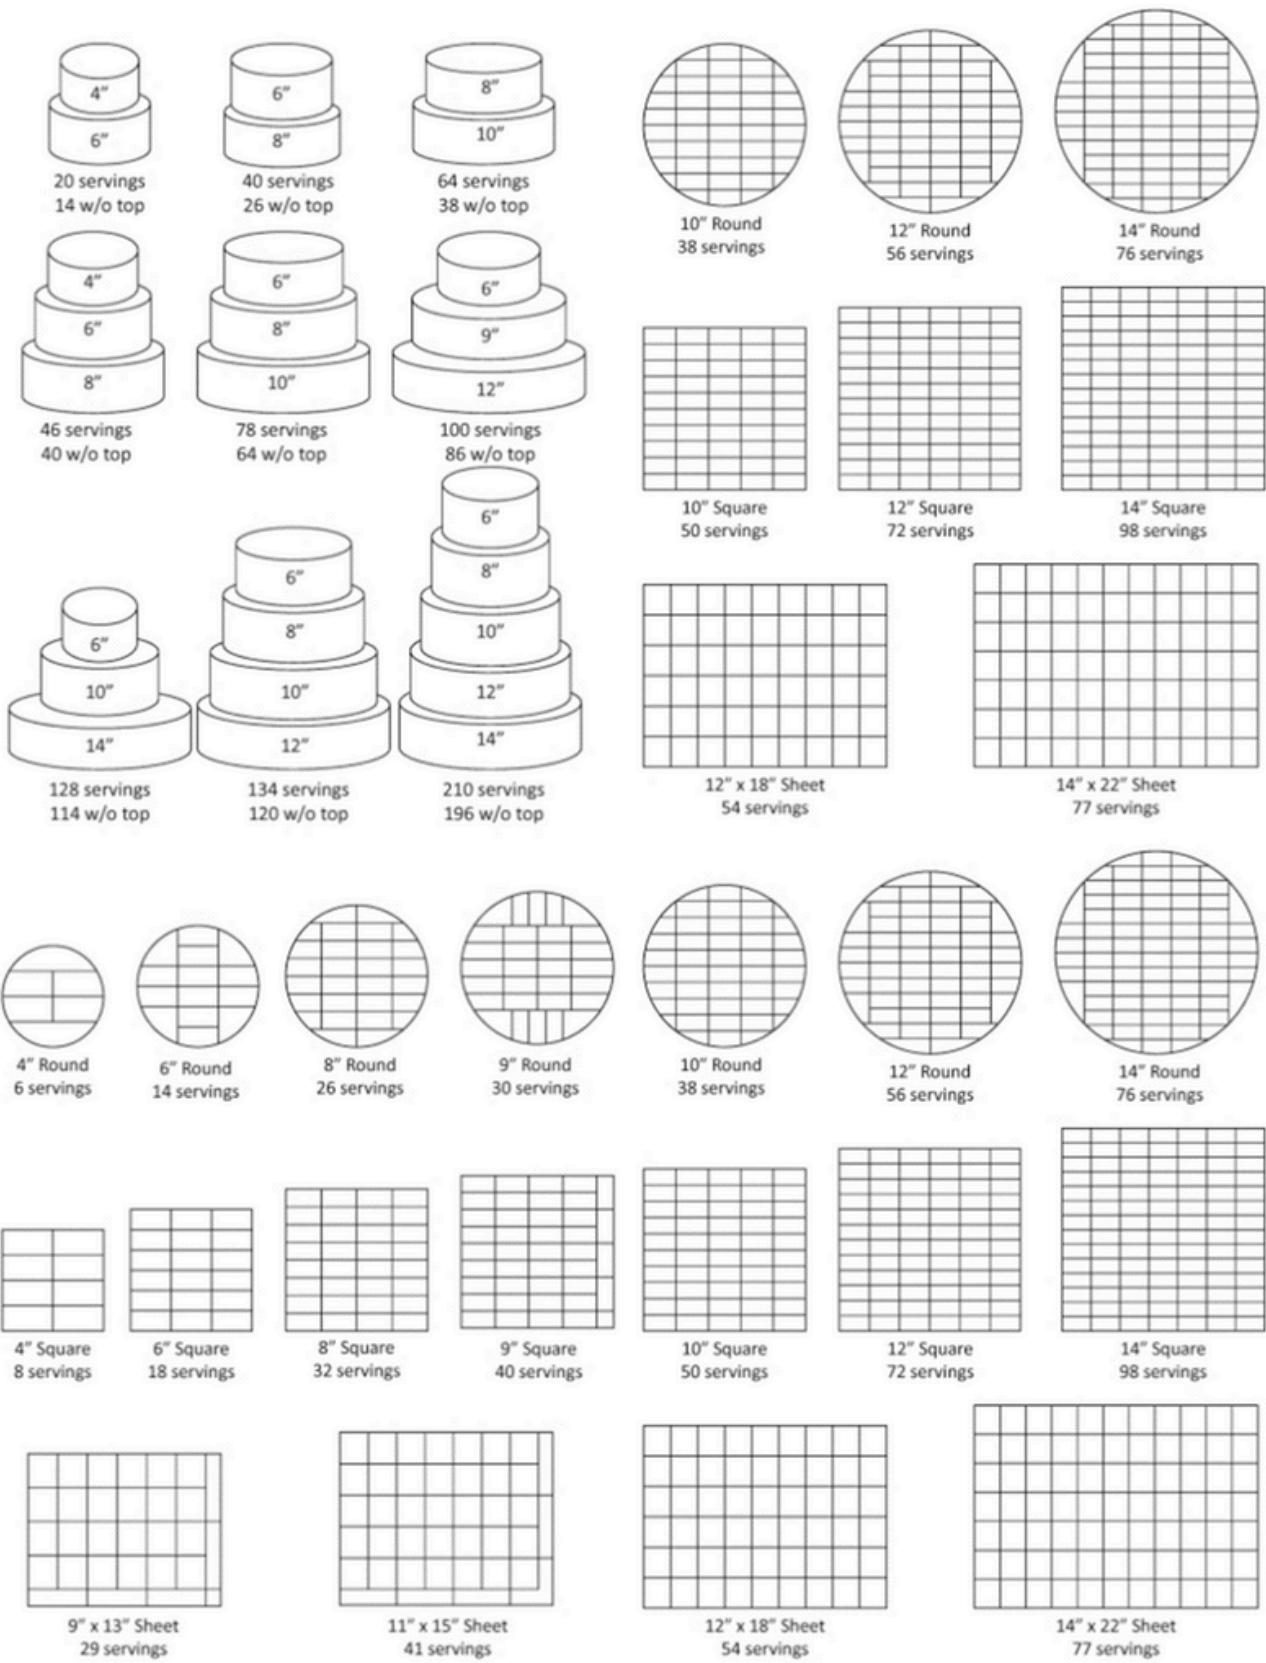 4”
6”
20 servings
14 w/o top
6”
8”
40 servings
26 w/o top
8”
10”
64 servings
38 w/o top
10” Round
38 servings
12” Round
56 servings
14” Round
76 servings
4”
6”
8”
46 servings
40 w/o top
6”
8”
10”
78 servings
64 w/o top
6”
9”
12”
100 servings
86 w/o top
10” Square
50 servings
12” Square
72 servings
14” Square
98 servings
6”
10”
14”
128 servings
114 w/o top
6”
8”
10”
12”
134 servings
120 w/o top
6”
8”
10”
12”
14”
210 servings
196 w/o top
12” x 18” Sheet
54 servings
14” x 22” Sheet
77 servings
4” Round
6 servings
6” Round
14 servings
8” Round
26 servings
9” Round
30 servings
10” Round
38 servings
12” Round
56 servings
14” Round
76 servings
4” Square
8 servings
6” Square
18 servings
8” Square
32 servings
9” Square
40 servings
10” Square
50 servings
12” Square
72 servings
14” Square
98 servings
9” x 13” Sheet
29 servings
11” x 15” Sheet
41 servings
12” x 18” Sheet
54 servings
14” x 22” Sheet
77 servings